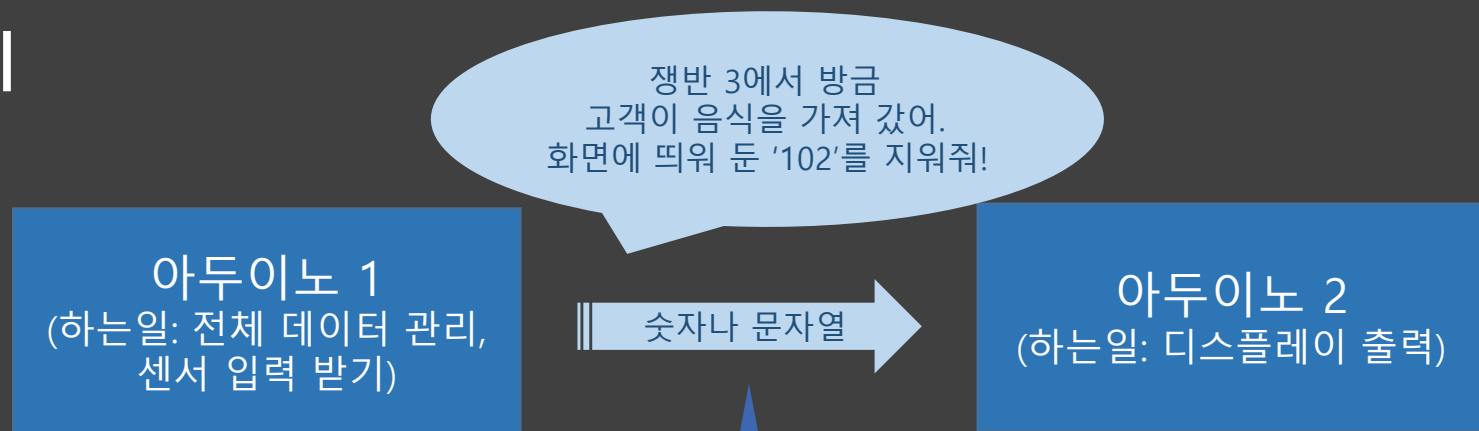 쟁반 3에서 방금
고객이 음식을 가져 갔어.
화면에 띄워 둔 '102'를 지워줘!
아두이노 1
(하는일: 전체 데이터 관리,
센서 입력 받기)
숫자나 문자열
아두이노 2
(하는일: 디스플레이 출력)